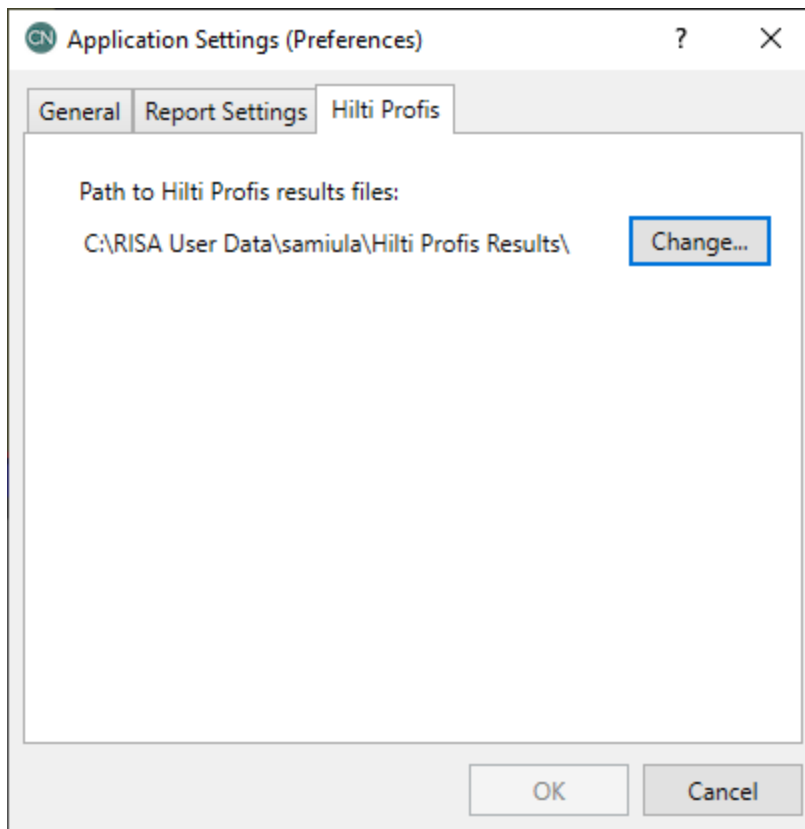 CN Application Settings (Preferences) ?
General Report Settings Hilti Profis
Path to Hilti Profis results files:
C:\RISA User Data\samiula\Hilti Profis Results\ Change...
OK Cancel